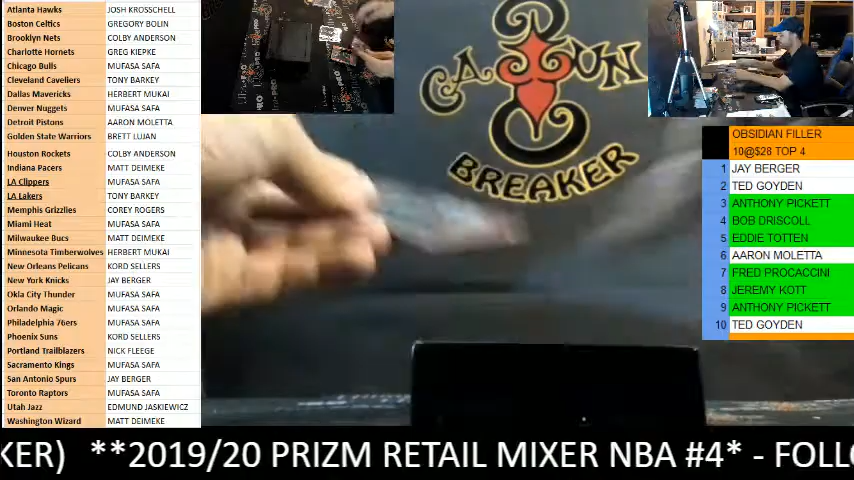 Atlanta Hawks JOSH KROSSCHELL
Boston Celtics GREGORY BOLIN
Brooklyn Nets COLBY ANDERSON
Charlotte Hornets GREG KIEPKE
Chicago Bulls MUFASA SAFA
Cleveland Caveliers TONY BARKEY
Dallas Mavericks HERBERT MUKAI
Denver Nuggets MUFASA SAFA
Detroit Pistons AARON MOLETTA
Golden State Warriors BRETT LUJAN
Houston Rockets COLBY ANDERSON
Indiana Pacers MATT DEIMEKE
LA Clippers MUFASA SAFA
LA Lakers TONY BARKEY
Memphis Grizzlies COREY ROGERS
Miami Heat MUFASA SAFA
Milwaukee Bucs MATT DEIMEKE
Minnesota Timberwolves HERBERT MUKAI
New Orleans Pelicans KORD SELLERS
New York Knicks JAY BERGER
Okla City Thunder MUFASA SAFA
Orlando Magic MUFASA SAFA
Philadelphia 76ers MUFASA SAFA
Phoenix Suns KORD SELLERS
Portland Trailblazers NICK FLEEGE
Sacramento Kings MUFASA SAFA
San Antonio Spurs JAY BERGER
Toronto Raptors MUFASA SAFA
Utah Jazz EDMUND JASKIEWICZ
Washington Wizard MATT DEIMEKE
CAJUN
BREAKER
OBSIDIAN FILLER
10@$28 TOP 4
1 JAY BERGER
2 TED GOYDEN
3 ANTHONY PICKETT
4 BOB DRISCOLL
5 EDDIE TOTTEN
6 AARON MOLETTA
7 FRED PROCACCINI
8 JEREMY KOTT
9 ANTHONY PICKETT
10 TED GOYDEN
KER) **2019/20 PRIZM RETAIL MIXER NBA #4* - FOLLO